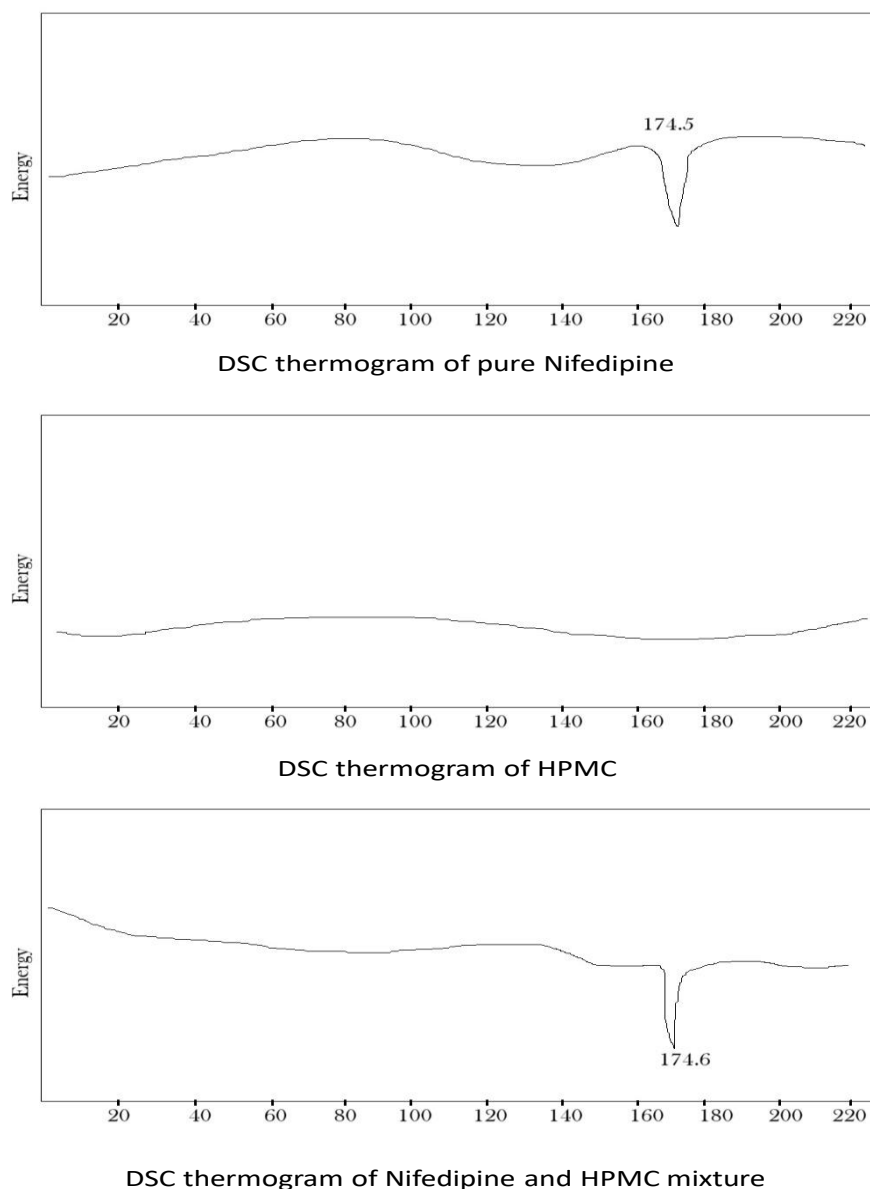 174.5
Energy
20 40 60 80 100 120 140 160 180 200 220
DSC thermogram of pure Nifedipine
Energy
20 40 60 80 100 120 140 160 180 200 220
DSC thermogram of HPMC
Energy
174.6
20 40 60 80 100 120 140 160 180 200 220
DSC thermogram of Nifedipine and HPMC mixture